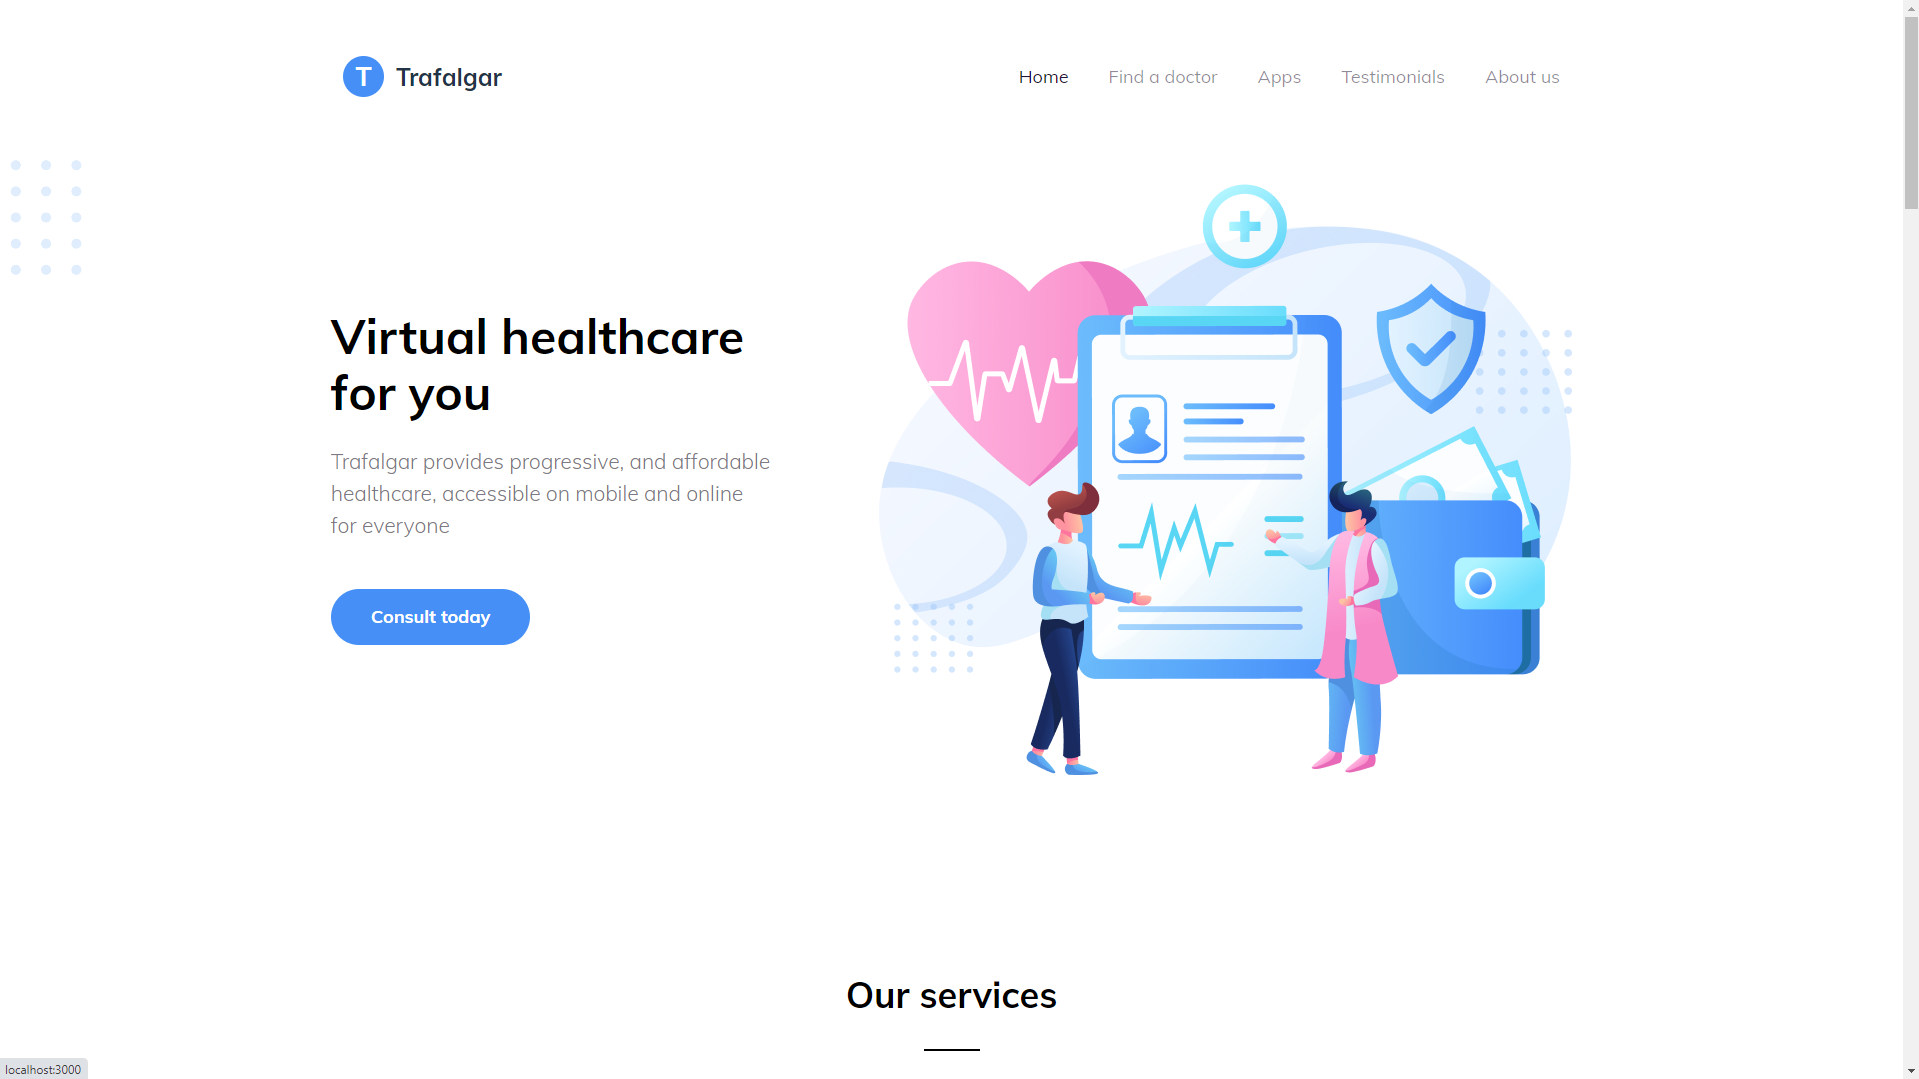 T Trafalgar
Home Find a doctor Apps Testimonials About us
Virtual healthcare
for you
Trafalgar provides progressive, and affordable
healthcare, accessible on mobile and online
for everyone
Consult today
Our services
localhost:3000